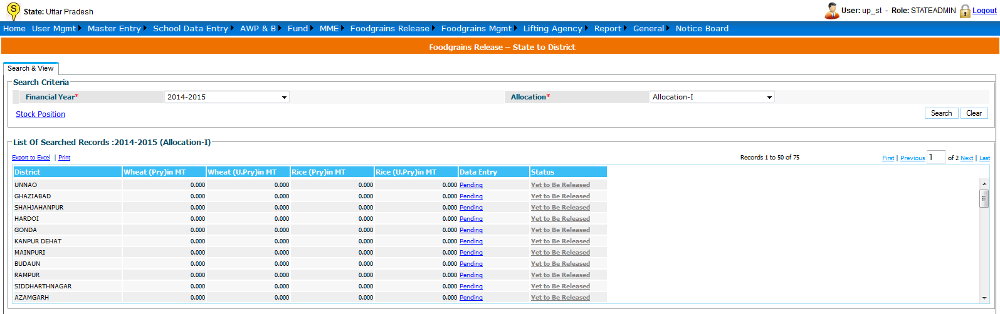 S State: Uttar Pradesh User: up_st - Role: STATEADMIN Logout
Home User Mgmt Master Entry School Data Entry AWP & B Fund MME Foodgrains Release Foodgrains Mgmt Lifting Agency Report General Notice Board
Foodgrains Release – State to District
Search & View
Search Criteria
Financial Year* 2014-2015 Allocation* Allocation-I
Stock Position Search Clear
List Of Searched Records :2014-2015 (Allocation-I)
Export to Excel | Print Records 1 to 50 of 75 First | Previous 1 of 2 Next | Last
District Wheat (Pry)in MT Wheat (U.Pry)in MT Rice (Pry)in MT Rice (U.Pry)in MT Data Entry Status
UNNAO 0.000 0.000 0.000 0.000 Pending Yet to Be Released
GHAZIABAD 0.000 0.000 0.000 0.000 Pending Yet to Be Released
SHAHJAHANPUR 0.000 0.000 0.000 0.000 Pending Yet to Be Released
HARDOI 0.000 0.000 0.000 0.000 Pending Yet to Be Released
GONDA 0.000 0.000 0.000 0.000 Pending Yet to Be Released
KANPUR DEHAT 0.000 0.000 0.000 0.000 Pending Yet to Be Released
MAINPURI 0.000 0.000 0.000 0.000 Pending Yet to Be Released
BUDAUN 0.000 0.000 0.000 0.000 Pending Yet to Be Released
RAMPUR 0.000 0.000 0.000 0.000 Pending Yet to Be Released
SIDDHARTHNAGAR 0.000 0.000 0.000 0.000 Pending Yet to Be Released
AZAMGARH 0.000 0.000 0.000 0.000 Pending Yet to Be Released